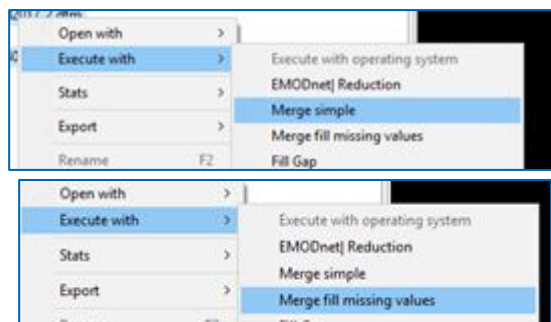 2017_2.dtm
Open with >
Execute with > Execute with operating system
EMODnet| Reduction
Stats > Merge simple
Export > Merge fill missing values
Rename F2 Fill Gap
Open with >
Execute with > Execute with operating system
EMODnet| Reduction
Stats > Merge simple
Export > Merge fill missing values